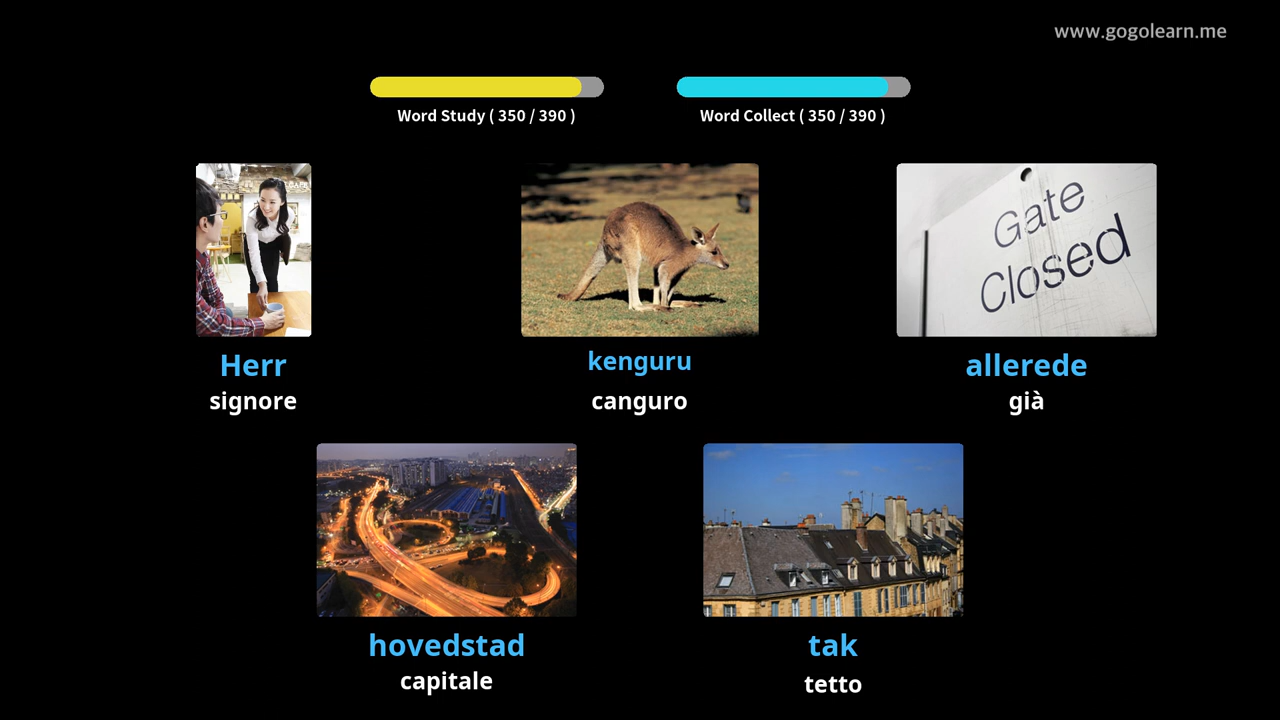 www.gogolearn.me
Word Study ( 350 / 390 )
Word Collect ( 350 / 390 )
Gate
Closed
Herr
signore
kenguru
canguro
allerede
già
hovedstad
capitale
tak
tetto